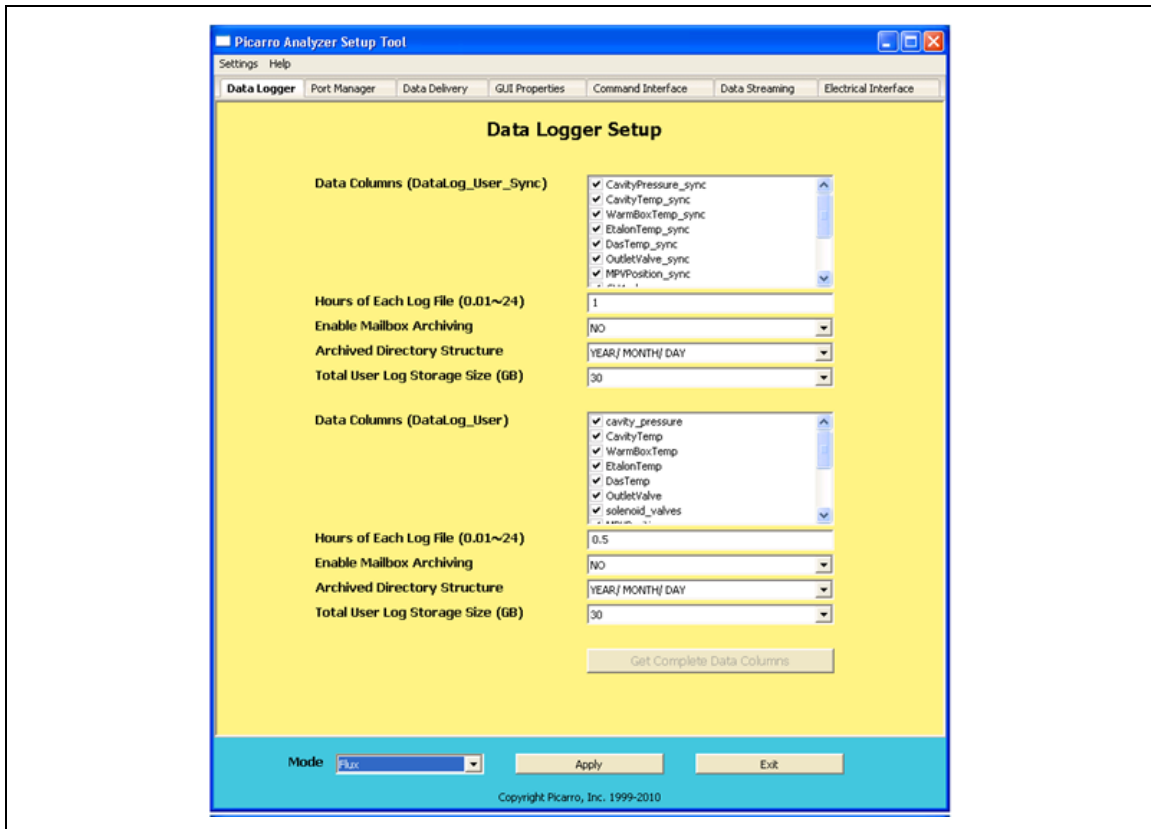 Picarro Analyzer Setup Tool
Settings Help
Data Logger Port Manager Data Delivery GUI Properties Command Interface Data Streaming Electrical Interface
Data Logger Setup
Data Columns (DataLog_User_Sync)
CavityPressure_sync
CavityTemp_sync
WarmBoxTemp_sync
EtalonTemp_sync
DasTemp_sync
OutletValve_sync
MPVPosition_sync
Hours of Each Log File (0.01~24) 1
Enable Mailbox Archiving NO
Archived Directory Structure YEAR/ MONTH/ DAY
Total User Log Storage Size (GB) 30
Data Columns (DataLog_User)
cavity_pressure
CavityTemp
WarmBoxTemp
EtalonTemp
DasTemp
OutletValve
solenoid_valves
Hours of Each Log File (0.01~24) 0.5
Enable Mailbox Archiving NO
Archived Directory Structure YEAR/ MONTH/ DAY
Total User Log Storage Size (GB) 30
Get Complete Data Columns
Mode Flux Apply Exit
Copyright Picarro, Inc. 1999-2010